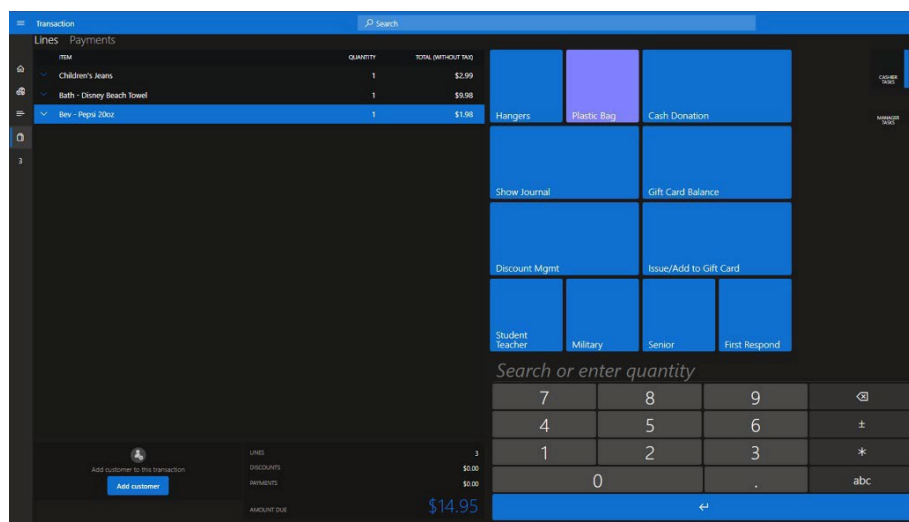 Transaction
Search
Lines Payments
ITEM QUANTITY TOTAL (WITHOUT TAX)
Children's Jeans 1 $2.99
Bath - Disney Beach Towel 1 $9.98
Bev - Pepsi 20oz 1 $1.98
3
Hangers Plastic Bag Cash Donation
Show Journal Gift Card Balance
Discount Mgmt Issue/Add to Gift Card
Student Teacher Military Senior First Respond
CASHIER TASKS
MANAGER TASKS
Search or enter quantity
7 8 9
4 5 6 ±
1 2 3 *
0 . abc
Add customer to this transaction
Add customer
LINES 3
DISCOUNTS $0.00
PAYMENTS $0.00
AMOUNT DUE $14.95